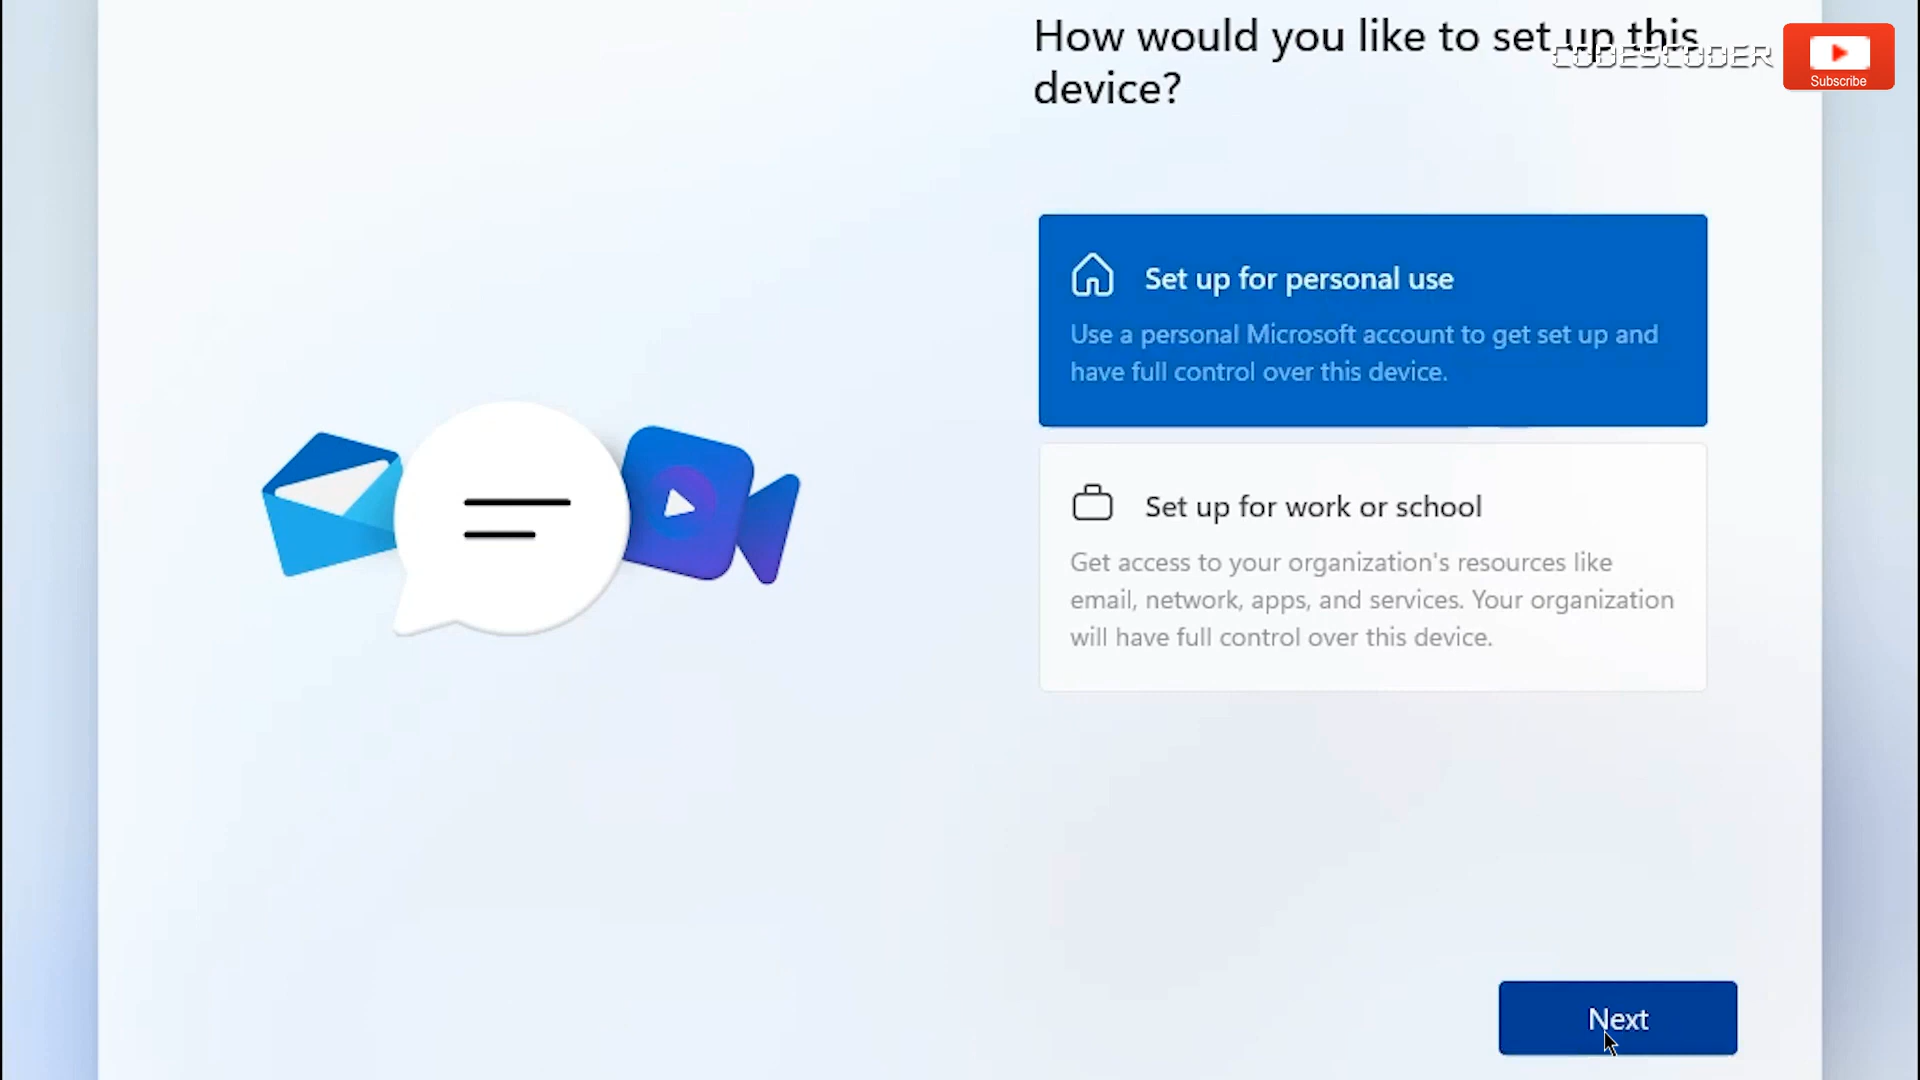 How would you like to set up this
device?
CODESCODER
Subscribe
Set up for personal use
Use a personal Microsoft account to get set up and
have full control over this device.
Set up for work or school
Get access to your organization's resources like
email, network, apps, and services. Your organization
will have full control over this device.
Next